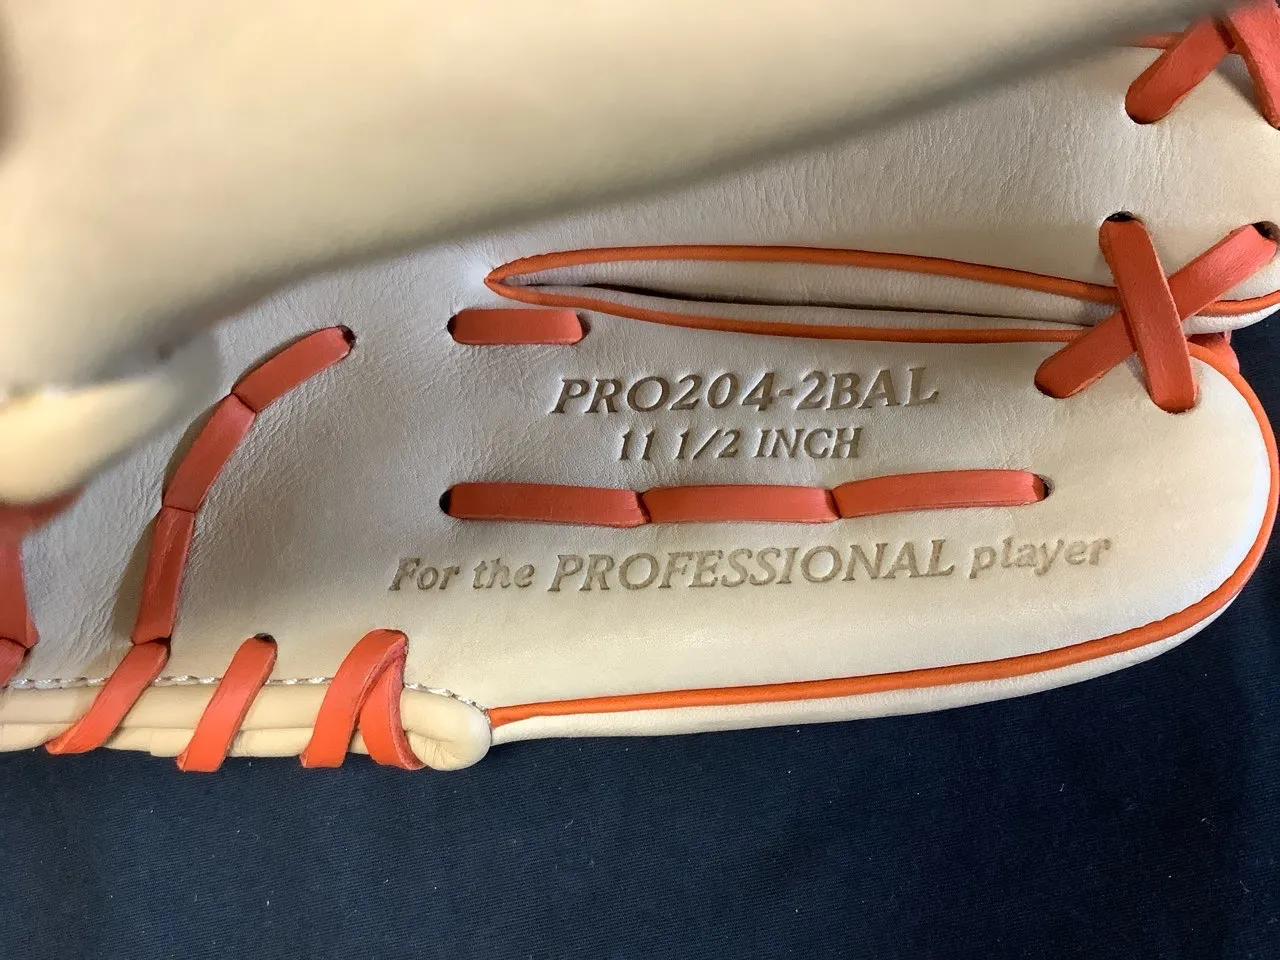 PRO204-2BAL
11 1/2 INCH
For the PROFESSIONAL player